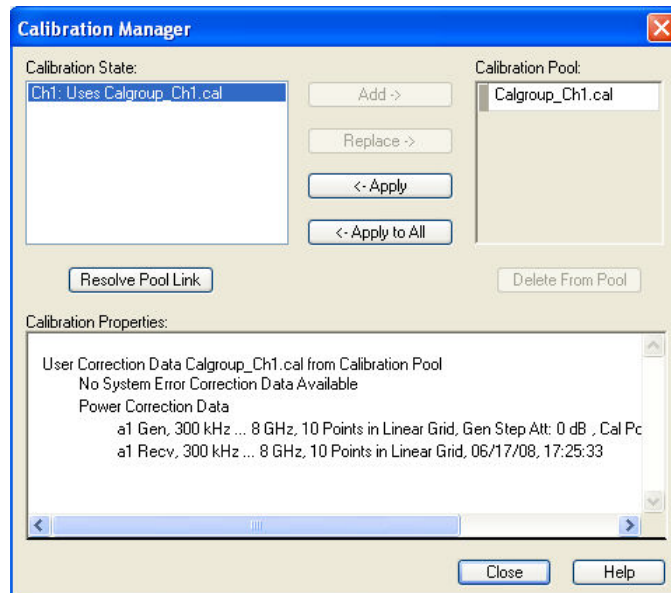 Calibration Manager
Calibration State:
Calibration Pool:
Ch1: Uses Calgroup_Ch1.cal
Add ->
Calgroup_Ch1.cal
Replace ->
<- Apply
<- Apply to All
Resolve Pool Link
Delete From Pool
Calibration Properties:
User Correction Data Calgroup_Ch1.cal from Calibration Pool
No System Error Correction Data Available
Power Correction Data
a1 Gen, 300 kHz ... 8 GHz, 10 Points in Linear Grid, Gen Step Att: 0 dB , Cal Pc
a1 Recv, 300 kHz ... 8 GHz, 10 Points in Linear Grid, 06/17/08, 17:25:33
Close
Help